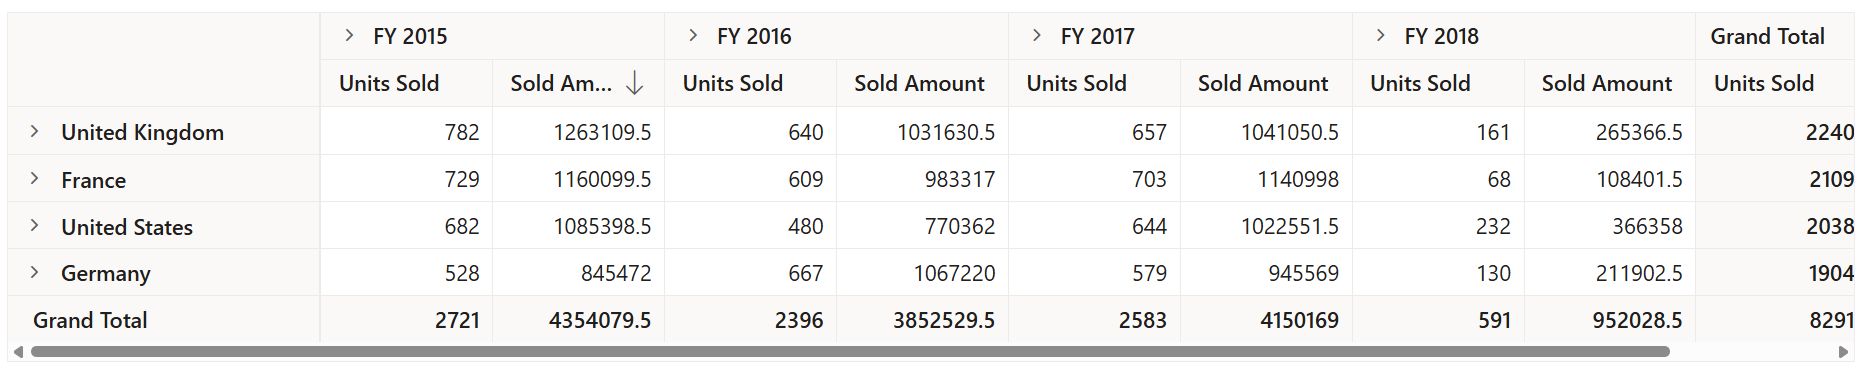 FY 2015 FY 2016 FY 2017 FY 2018 Grand Total
Units Sold Sold Am... Units Sold Sold Amount Units Sold Sold Amount Units Sold Sold Amount Units Sold
United Kingdom 782 1263109.5 640 1031630.5 657 1041050.5 161 265366.5 2240
France 729 1160099.5 609 983317 703 1140998 68 108401.5 2109
United States 682 1085398.5 480 770362 644 1022551.5 232 366358 2038
Germany 528 845472 667 1067220 579 945569 130 211902.5 1904
Grand Total 2721 4354079.5 2396 3852529.5 2583 4150169 591 952028.5 8291